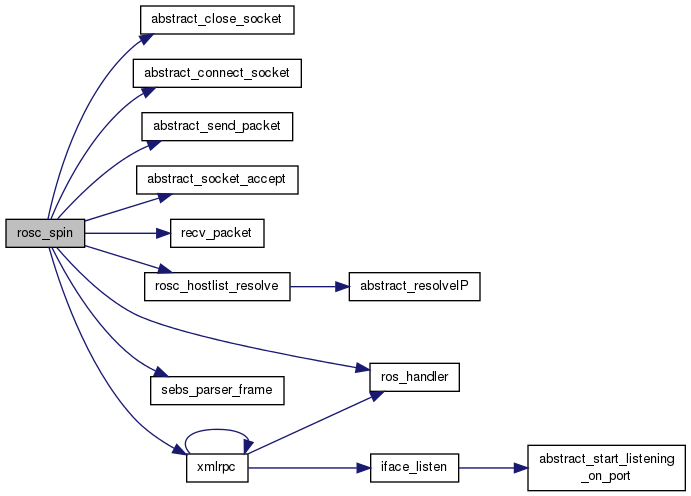 abstract_close_socket
abstract_connect_socket
abstract_send_packet
abstract_socket_accept
rosc_spin
recv_packet
rosc_hostlist_resolve
abstract_resolveIP
ros_handler
sebs_parser_frame
xmlrpc
iface_listen
abstract_start_listening
_on_port